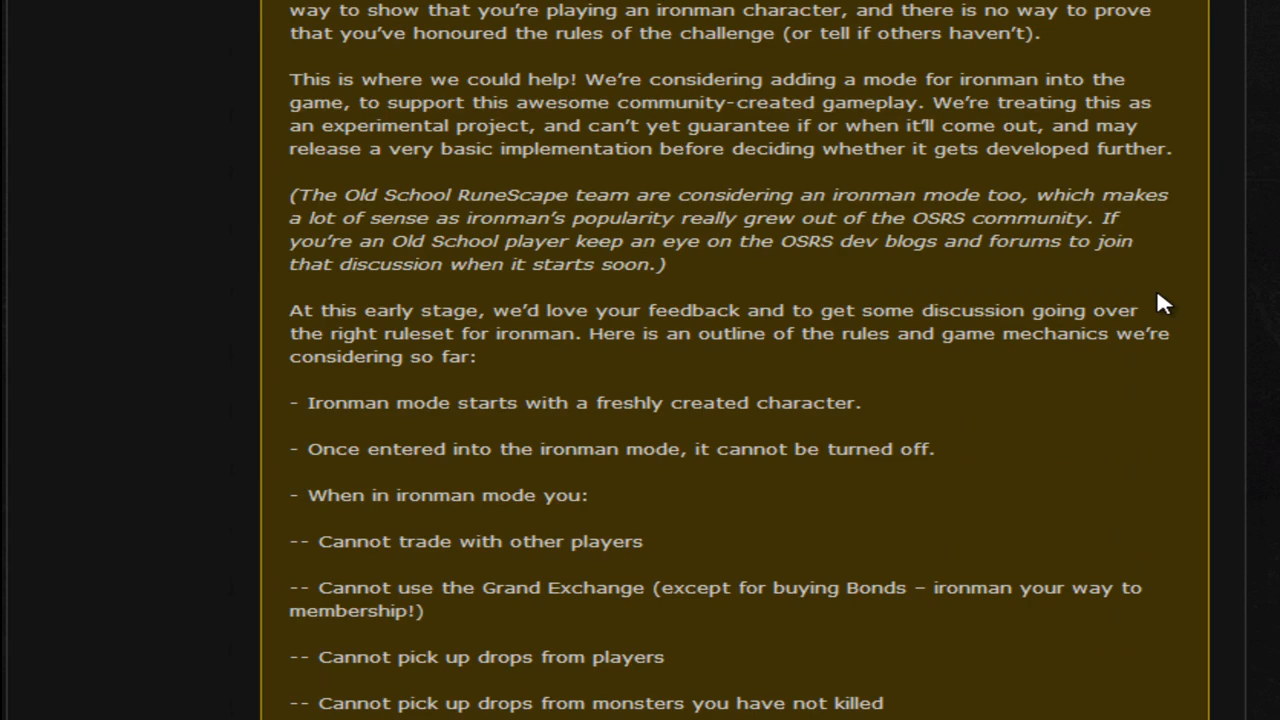 way to show that you're playing an ironman character, and there is no way to prove
that you've honoured the rules of the challenge (or tell if others haven't).
This is where we could help! We're considering adding a mode for ironman into the
game, to support this awesome community-created gameplay. We're treating this as
an experimental project, and can't yet guarantee if or when it'll come out, and may
release a very basic implementation before deciding whether it gets developed further.
(The Old School RuneScape team are considering an ironman mode too, which makes
a lot of sense as ironman's popularity really grew out of the OSRS community. If
you're an Old School player keep an eye on the OSRS dev blogs and forums to join
that discussion when it starts soon.)
At this early stage, we'd love your feedback and to get some discussion going over
the right ruleset for ironman. Here is an outline of the rules and game mechanics we're
considering so far:
- Ironman mode starts with a freshly created character.
- Once entered into the ironman mode, it cannot be turned off.
- When in ironman mode you:
-- Cannot trade with other players
-- Cannot use the Grand Exchange (except for buying Bonds – ironman your way to
membership!)
-- Cannot pick up drops from players
-- Cannot pick up drops from monsters you have not killed